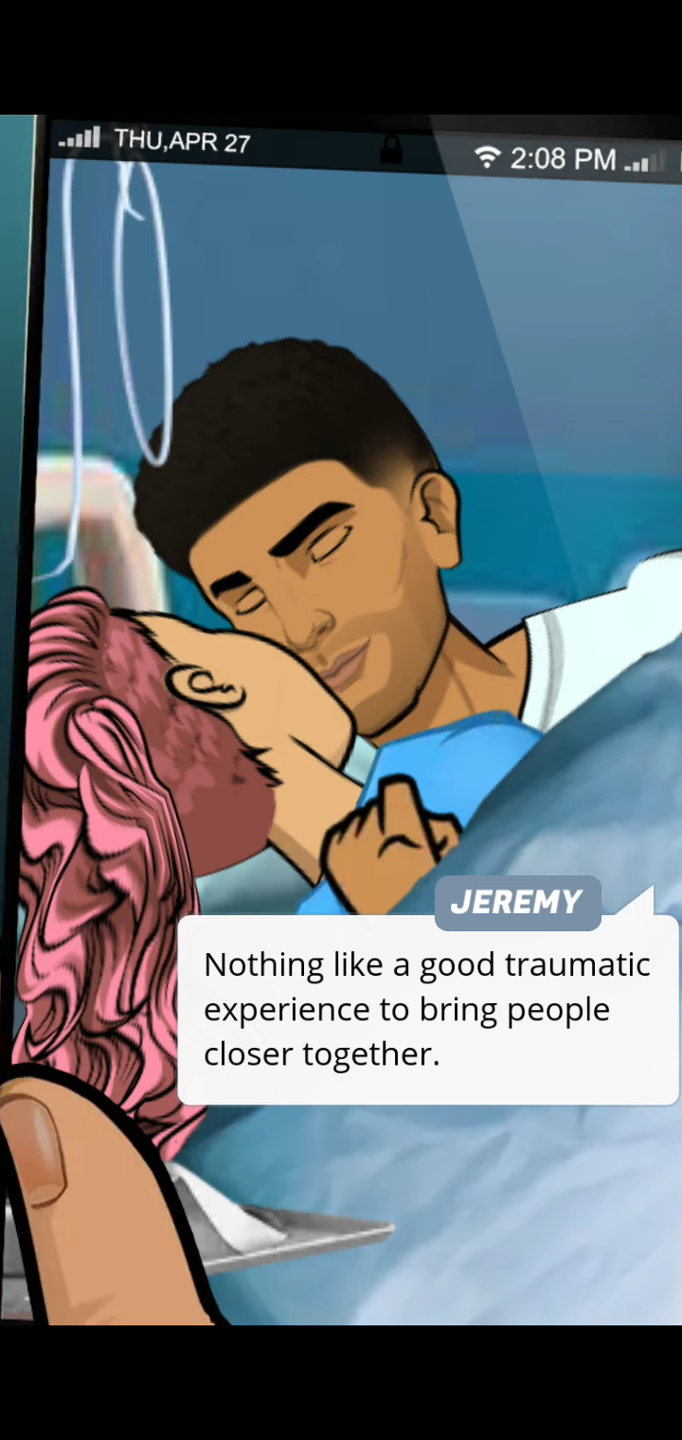 THU,APR 27
2:08 PM
JEREMY
Nothing like a good traumatic
experience to bring people
closer together.